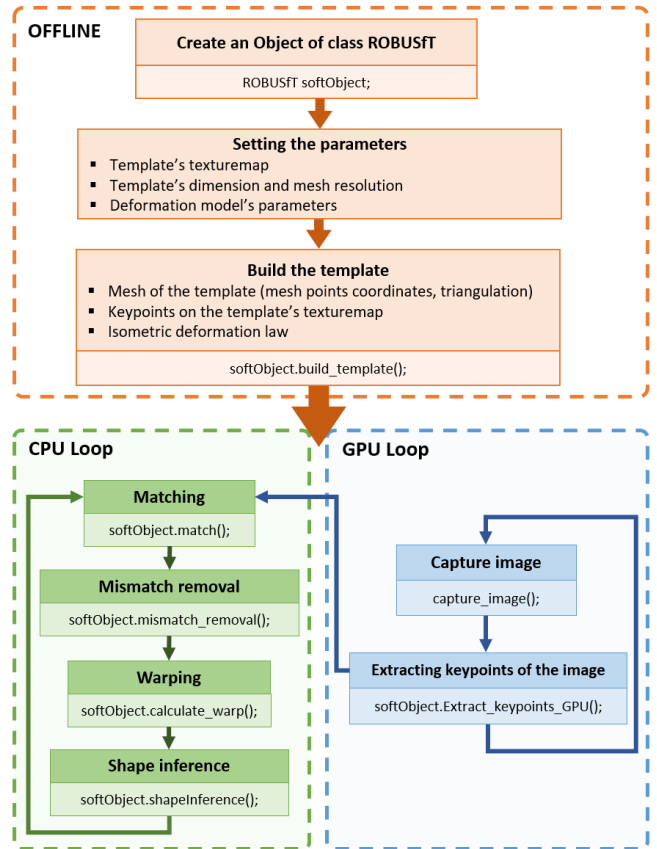 OFFLINE
Create an Object of class ROBUSfT
ROBUSfT softObject;
Setting the parameters
▪ Template's texturemap
▪ Template's dimension and mesh resolution
▪ Deformation model's parameters
Build the template
▪ Mesh of the template (mesh points coordinates, triangulation)
▪ Keypoints on the template's texturemap
▪ Isometric deformation law
softObject.build_template();
CPU Loop
Matching
softObject.match();
Mismatch removal
softObject.mismatch_removal();
Warping
softObject.calculate_warp();
Shape inference
softObject.shapeInference();
GPU Loop
Capture image
capture_image();
Extracting keypoints of the image
softObject.Extract_keypoints_GPU();